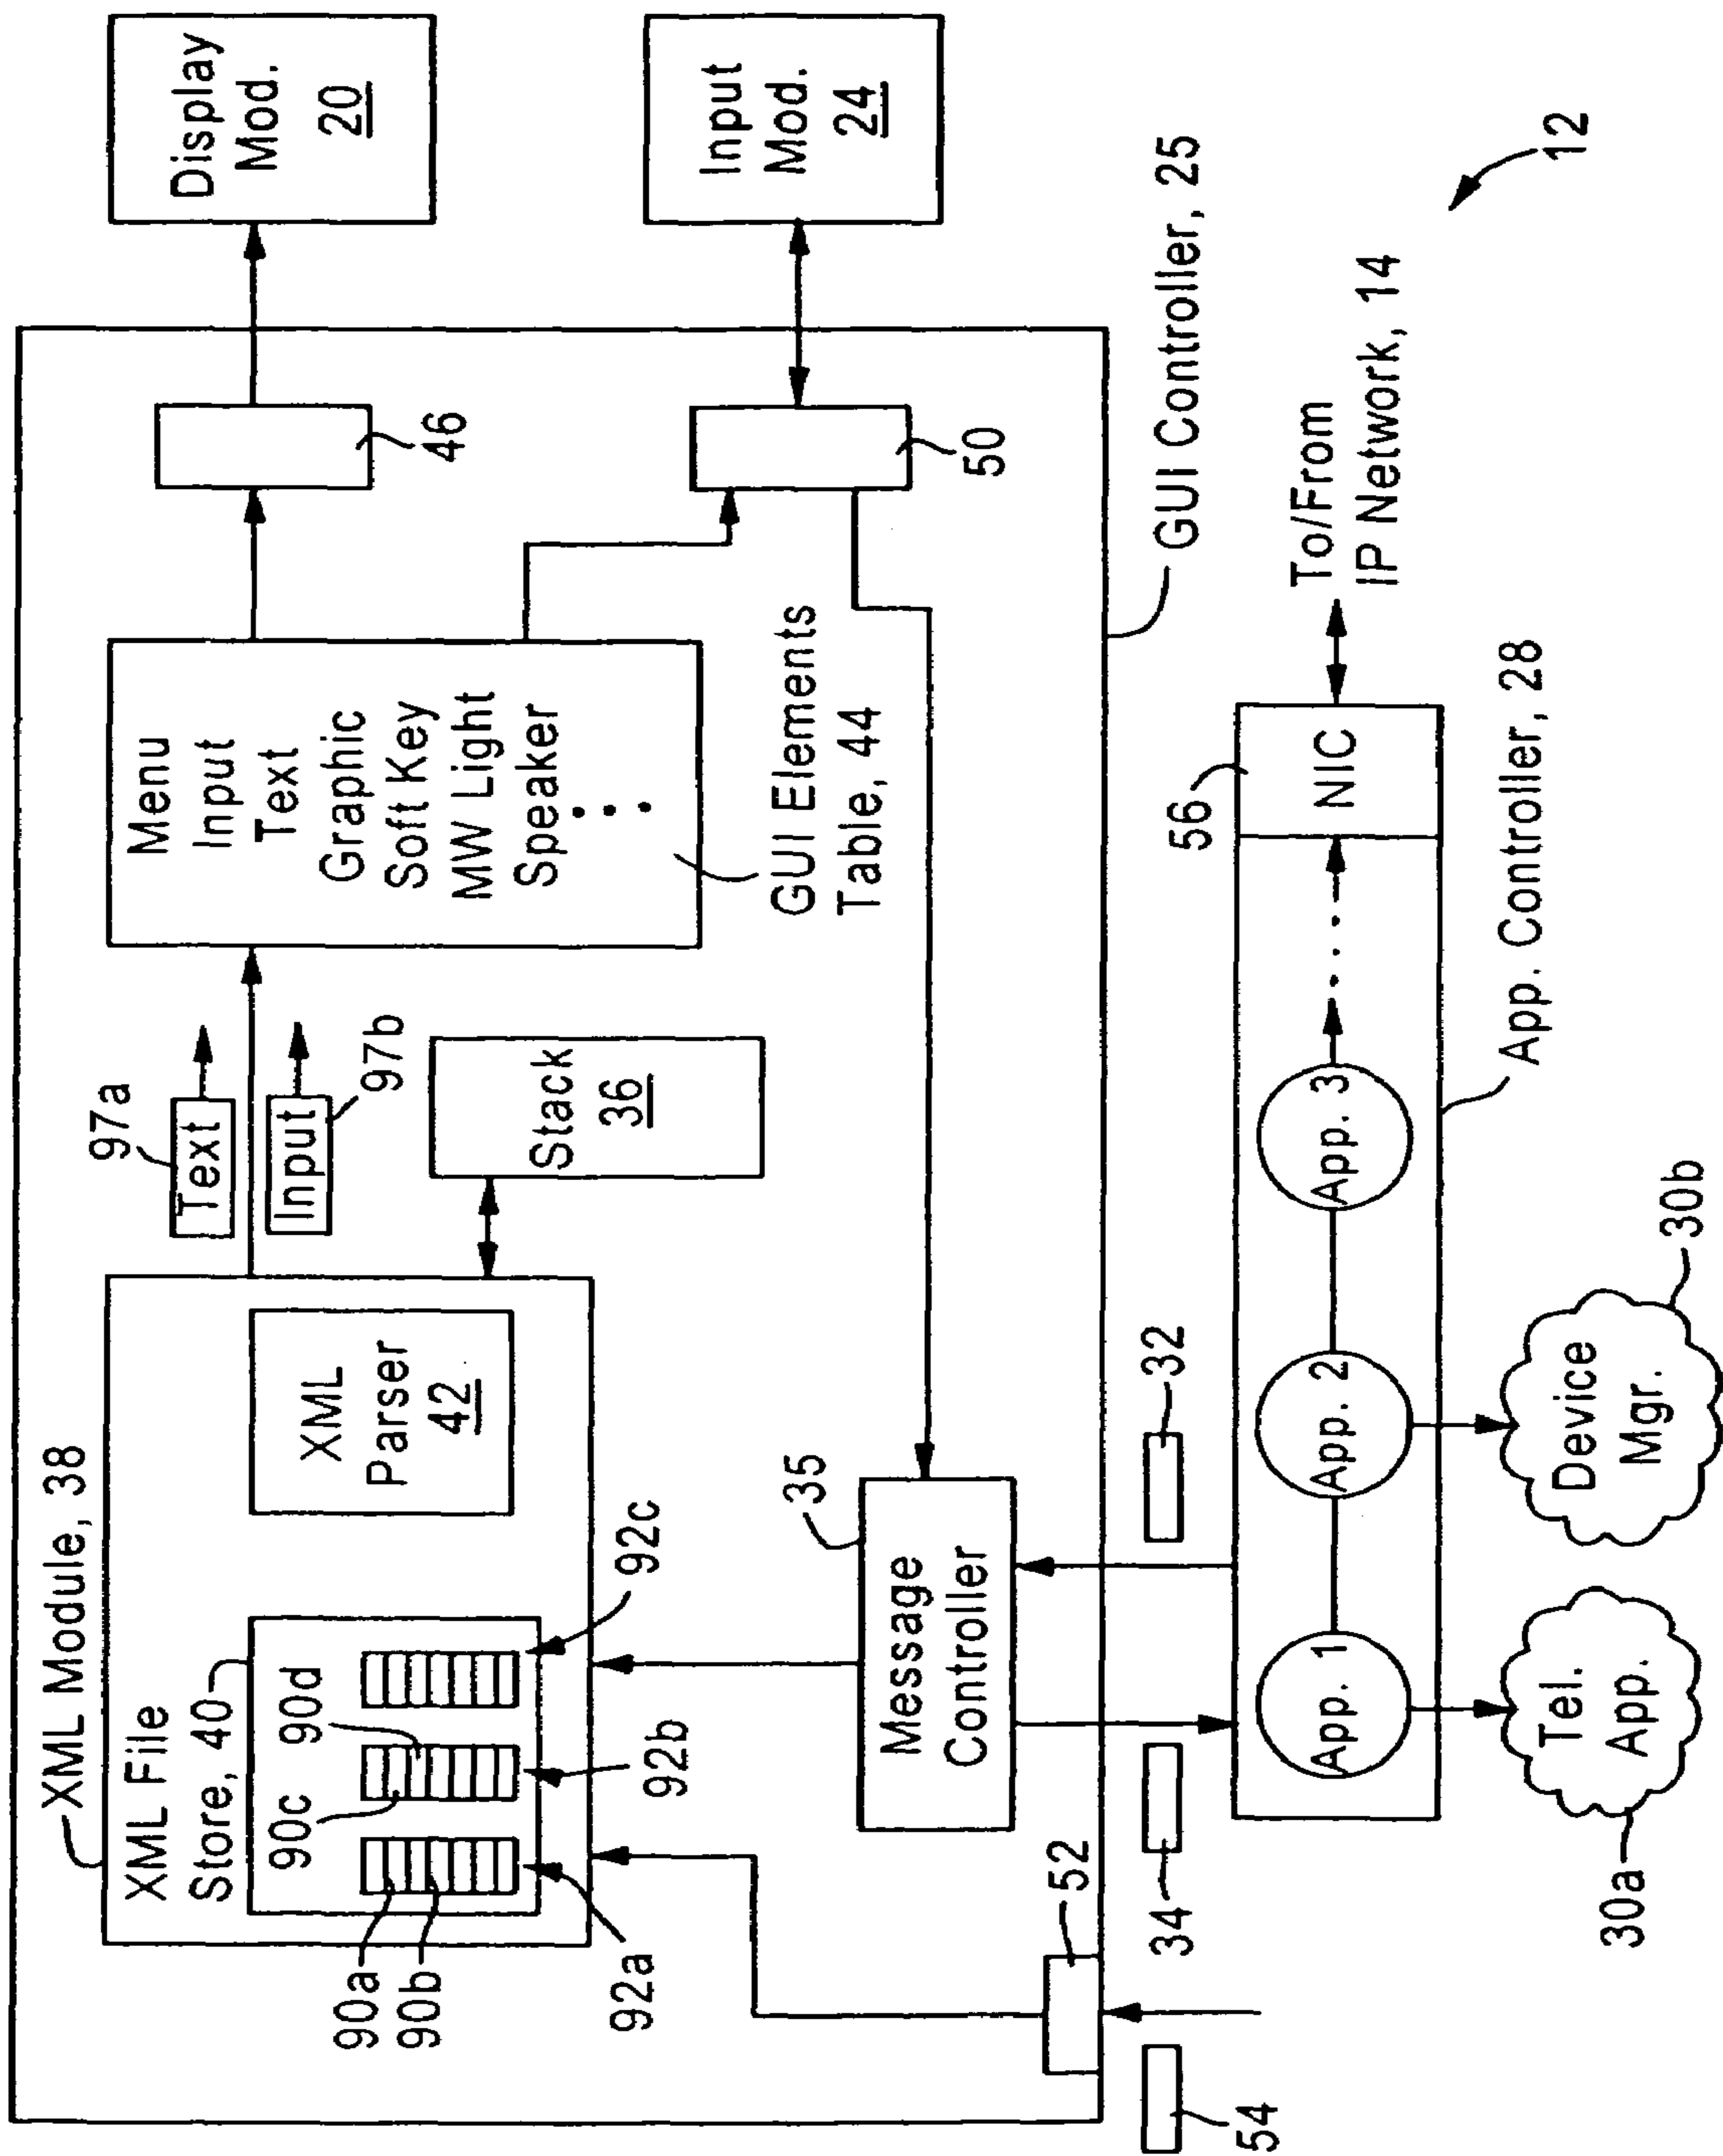 XML Module, 38
XML File
Store, 40
90a
90b
90c
90d
92a
92b
92c
XML
Parser
42
97a
Text
Input
97b
Stack
36
Menu
Input
Text
Graphic
Soft Key
MW Light
Speaker
GUI Elements
Table, 44
46
50
Display
Mod.
20
Input
Mod.
24
GUI Controller, 25
35
Message
Controller
52
54
34
32
App. 1
App. 2
App. 3
56
NIC
To/From
IP Network, 14
App. Controller, 28
Tel.
App.
30a
Device
Mgr.
30b
12